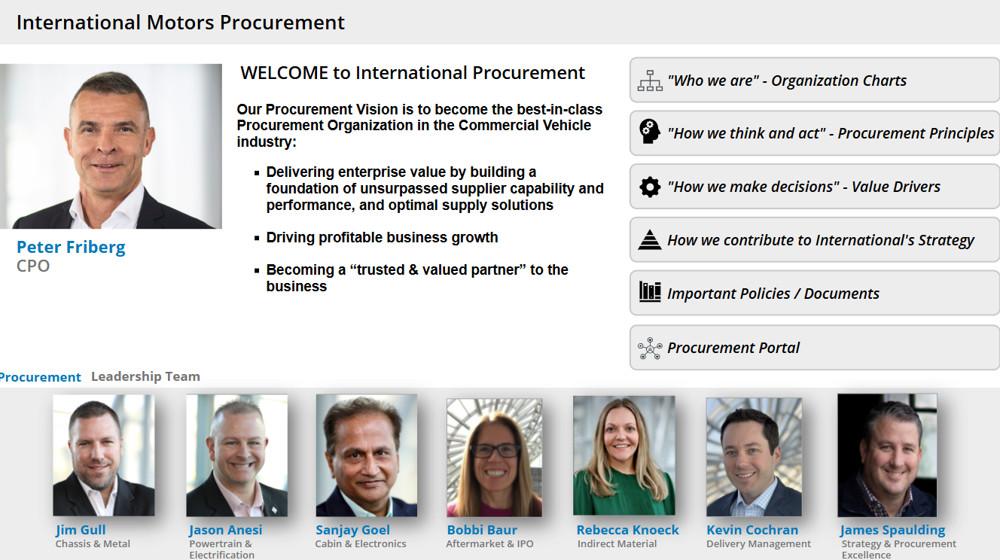 International Motors Procurement
WELCOME to International Procurement
Our Procurement Vision is to become the best-in-class
Procurement Organization in the Commercial Vehicle
industry:
▪ Delivering enterprise value by building a
foundation of unsurpassed supplier capability and
performance, and optimal supply solutions
▪ Driving profitable business growth
▪ Becoming a “trusted & valued partner” to the
business
Peter Friberg
CPO
"Who we are" - Organization Charts
"How we think and act" - Procurement Principles
"How we make decisions" - Value Drivers
How we contribute to International's Strategy
Important Policies / Documents
Procurement Portal
Procurement Leadership Team
Jim Gull
Chassis & Metal
Jason Anesi
Powertrain &
Electrification
Sanjay Goel
Cabin & Electronics
Bobbi Baur
Aftermarket & IPO
Rebecca Knoeck
Indirect Material
Kevin Cochran
Delivery Management
James Spaulding
Strategy & Procurement
Excellence